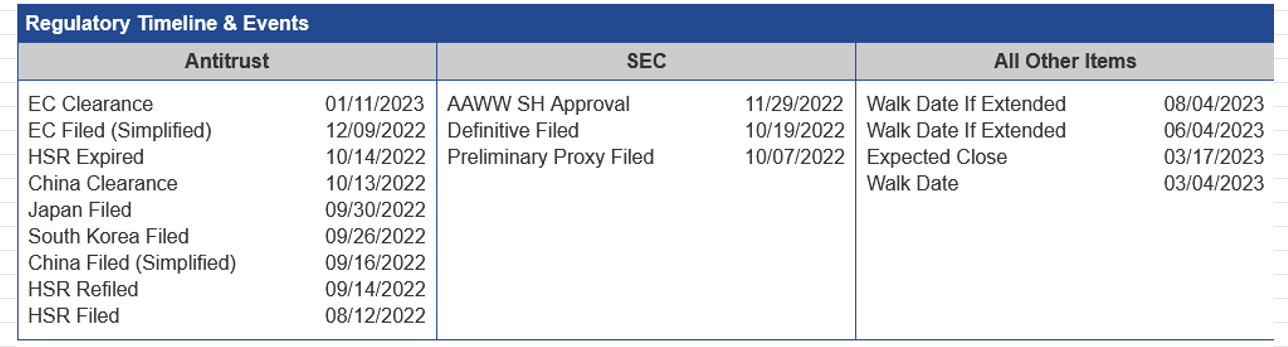 Regulatory Timeline & Events
Antitrust SEC All Other Items
EC Clearance 01/11/2023 AAWW SH Approval 11/29/2022 Walk Date If Extended 08/04/2023
EC Filed (Simplified) 12/09/2022 Definitive Filed 10/19/2022 Walk Date If Extended 06/04/2023
HSR Expired 10/14/2022 Preliminary Proxy Filed 10/07/2022 Expected Close 03/17/2023
China Clearance 10/13/2022 Walk Date 03/04/2023
Japan Filed 09/30/2022
South Korea Filed 09/26/2022
China Filed (Simplified) 09/16/2022
HSR Refiled 09/14/2022
HSR Filed 08/12/2022